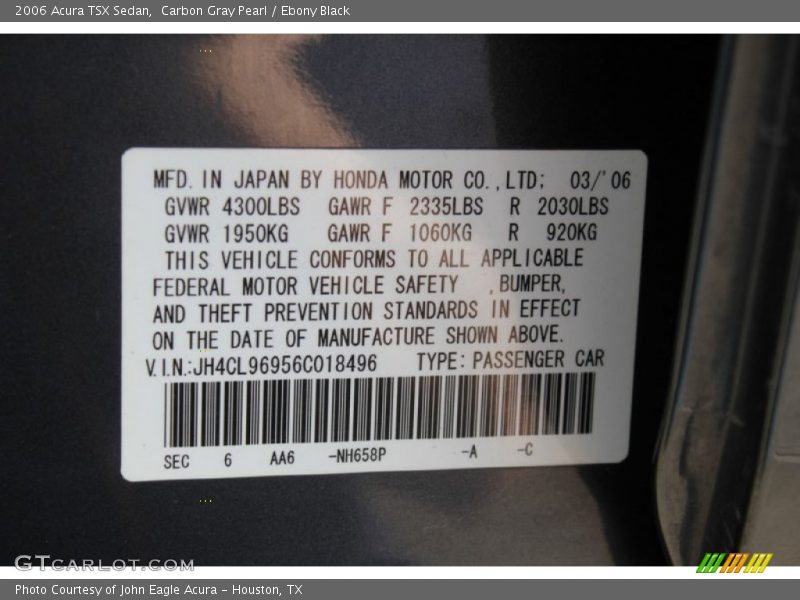 2006 Acura TSX Sedan,  Carbon Gray Pearl / Ebony Black
MFD. IN JAPAN BY HONDA MOTOR CO.,LTD; 03/'06
GVWR 4300LBS GAWR F 2335LBS R 2030LBS
GVWR 1950KG GAWR F 1060KG R 920KG
THIS VEHICLE CONFORMS TO ALL APPLICABLE
FEDERAL MOTOR VEHICLE SAFETY ,BUMPER,
AND THEFT PREVENTION STANDARDS IN EFFECT
ON THE DATE OF MANUFACTURE SHOWN ABOVE.
V.I.N.:JH4CL96956C018496 TYPE: PASSENGER CAR
SEC 6 AA6 -NH658P -A -C
GTCARLOT.COM
Photo Courtesy of John Eagle Acura - Houston, TX